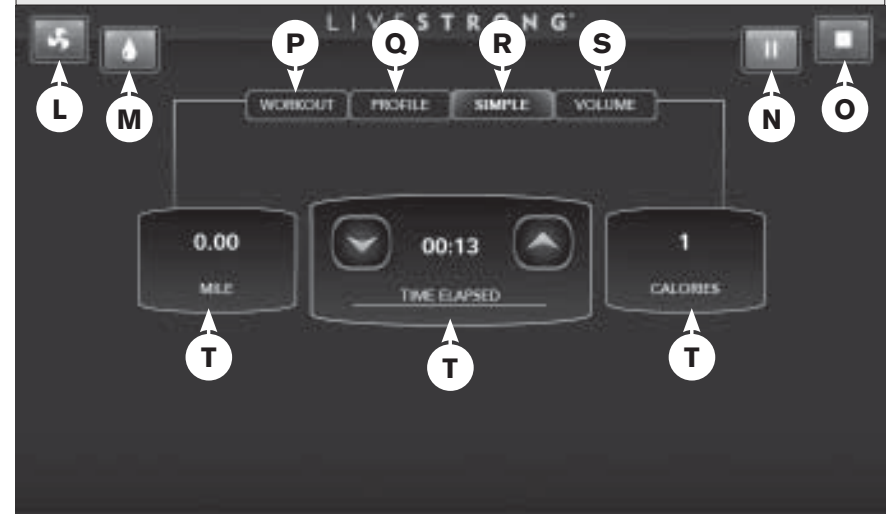 LIVESTRONG®
P Q R S
L M N O
WORKOUT PROFILE SIMPLE VOLUME
0.00 00:13 1
MILE TIME ELAPSED CALORIES
T T T